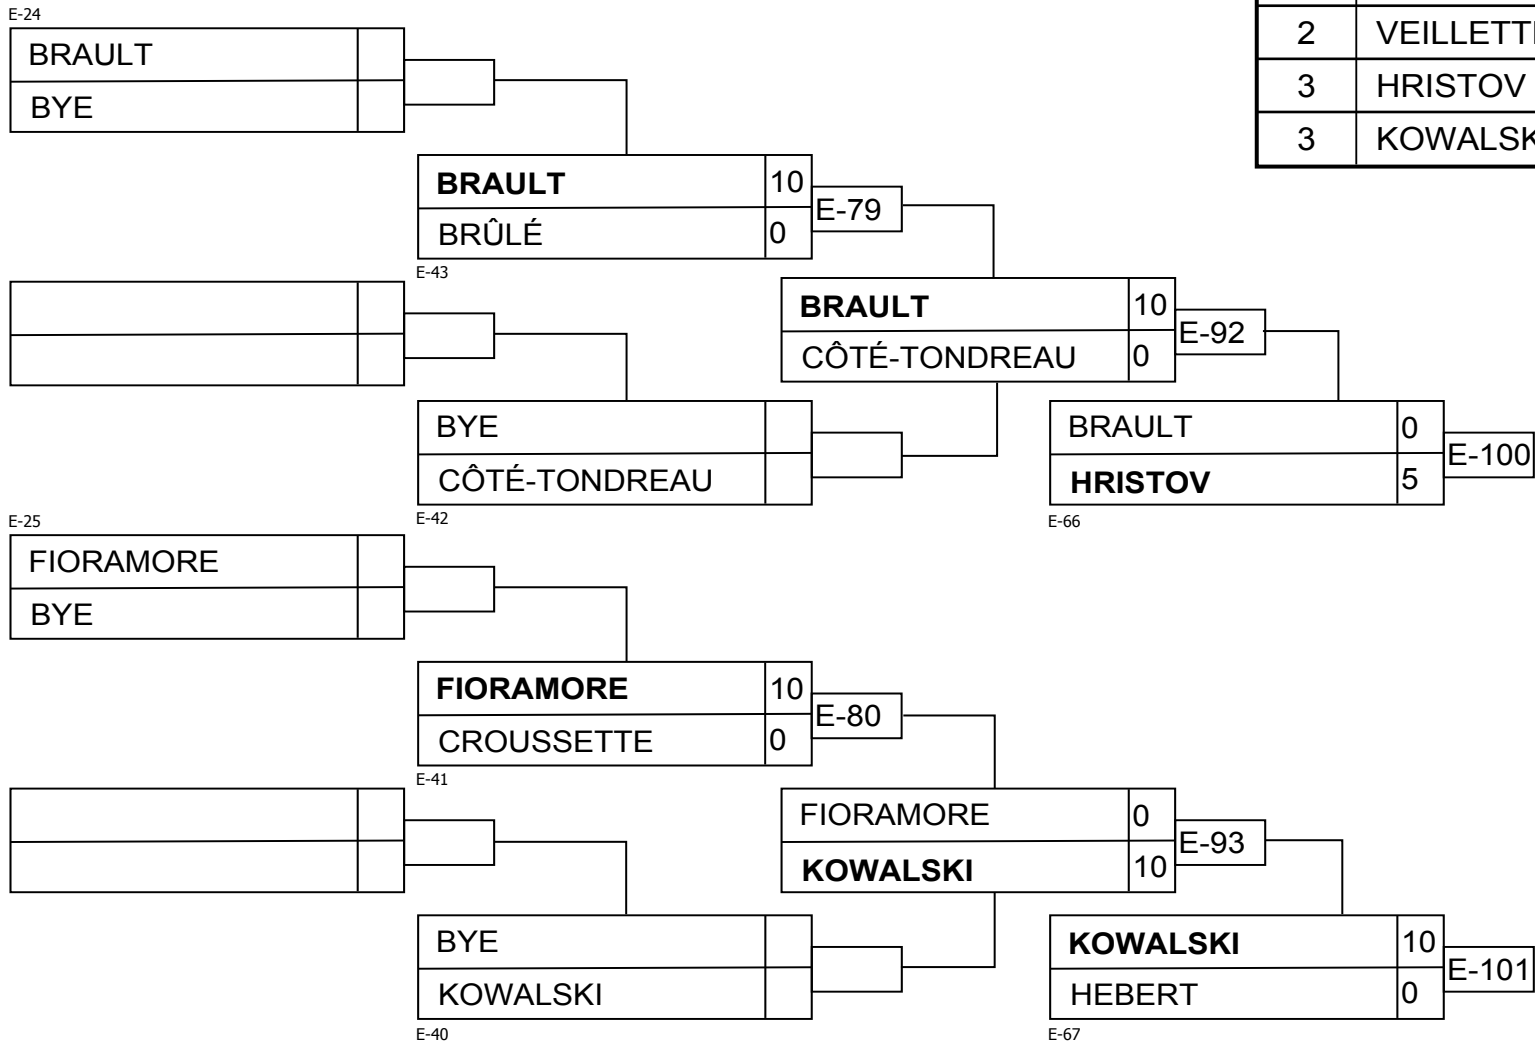 E-24
BRAULT
BYE
2 VEILLETT
3 HRISTOV
3 KOWALSK
BRAULT 10
BRÛLÉ 0
E-79
E-43
BRAULT 10
CÔTÉ-TONDREAU 0
E-92
BYE
CÔTÉ-TONDREAU
E-42
BRAULT 0
HRISTOV 5
E-100
E-66
E-25
FIORAMORE
BYE
FIORAMORE 10
CROUSSETTE 0
E-80
E-41
FIORAMORE 0
KOWALSKI 10
E-93
BYE
KOWALSKI
E-40
KOWALSKI 10
HEBERT 0
E-101
E-67